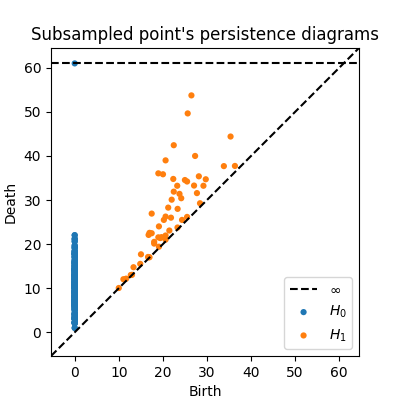 Subsampled point's persistence diagrams
Death
60
50
40
30
20
10
0
∞
H₀
H₁
0 10 20 30 40 50 60
Birth